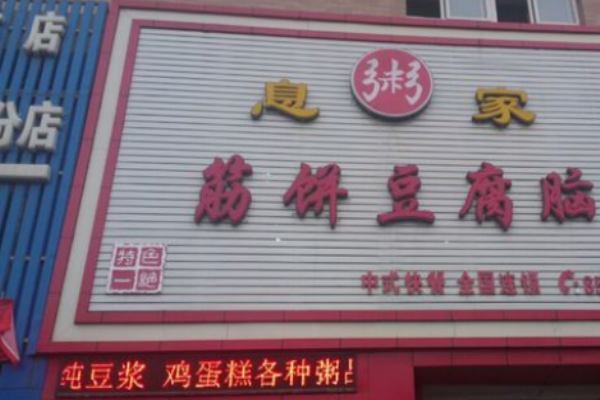 店
分店
息 粥 家
筋饼豆腐脑
特色
一绝
中式快餐 全国连锁
纯豆浆 鸡蛋糕各种粥